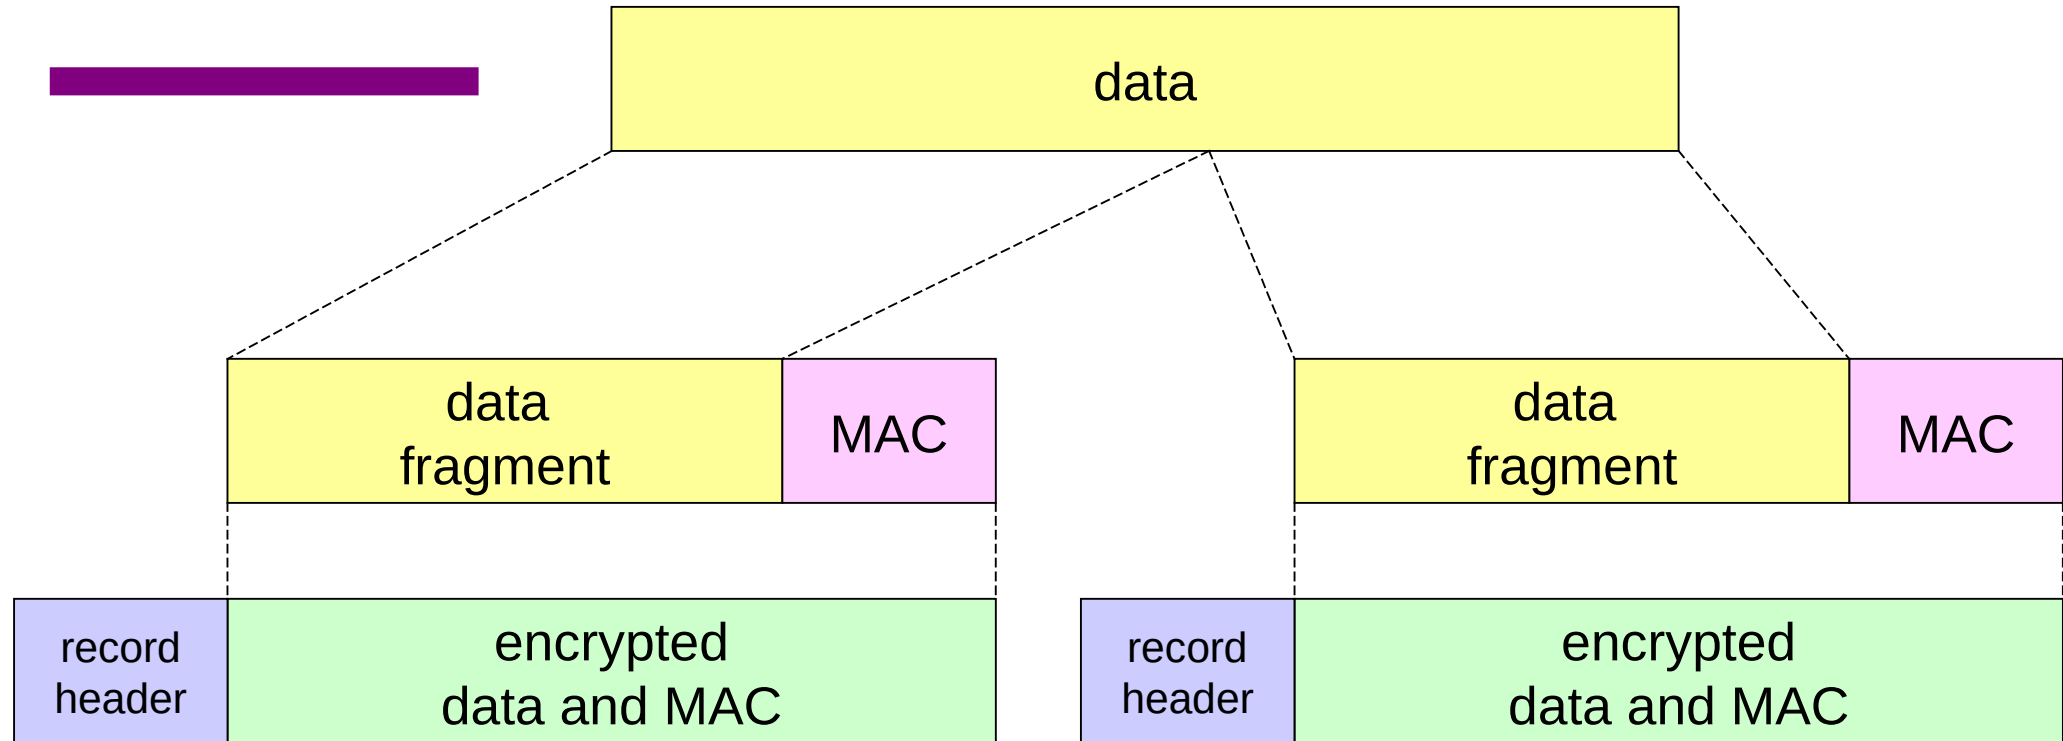 data
data
fragment
MAC
data
fragment
MAC
record
header
encrypted
data and MAC
record
header
encrypted
data and MAC